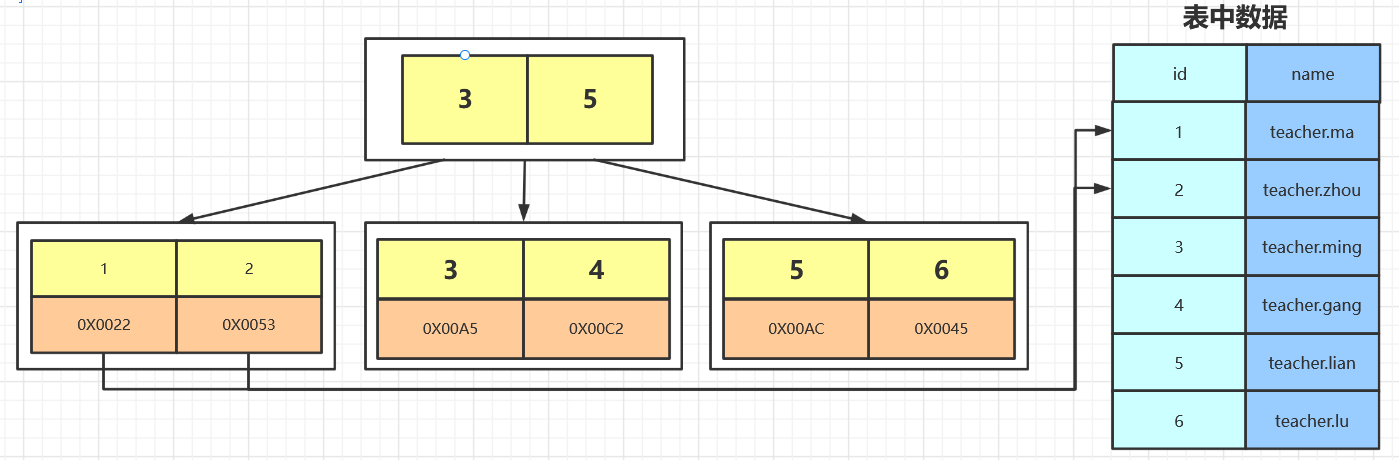 表中数据
3 5
1 2
0X0022 0X0053
3 4
0X00A5 0X00C2
5 6
0X00AC 0X0045
id name
1 teacher.ma
2 teacher.zhou
3 teacher.ming
4 teacher.gang
5 teacher.lian
6 teacher.lu